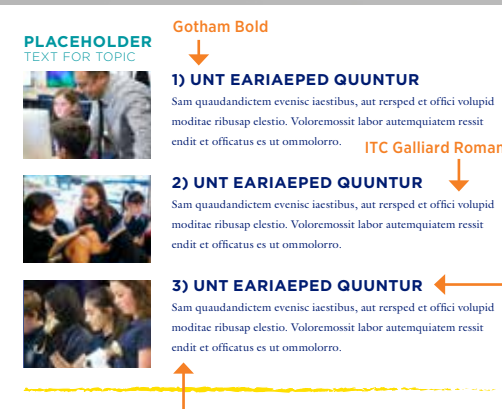 Gotham Bold
PLACEHOLDER
TEXT FOR TOPIC
1) UNT EARIAEPED QUUNTUR
Sam quaudandictem evenisc iaestibus, aut rersped et offici volupid
moditae ribusap elestio. Voloremossit labor autemquiatem ressit
endit et officatus es ut ommolorro.
ITC Galliard Roman
2) UNT EARIAEPED QUUNTUR
Sam quaudandictem evenisc iaestibus, aut rersped et offici volupid
moditae ribusap elestio. Voloremossit labor autemquiatem ressit
endit et officatus es ut ommolorro.
3) UNT EARIAEPED QUUNTUR
Sam quaudandictem evenisc iaestibus, aut rersped et offici volupid
moditae ribusap elestio. Voloremossit labor autemquiatem ressit
endit et officatus es ut ommolorro.